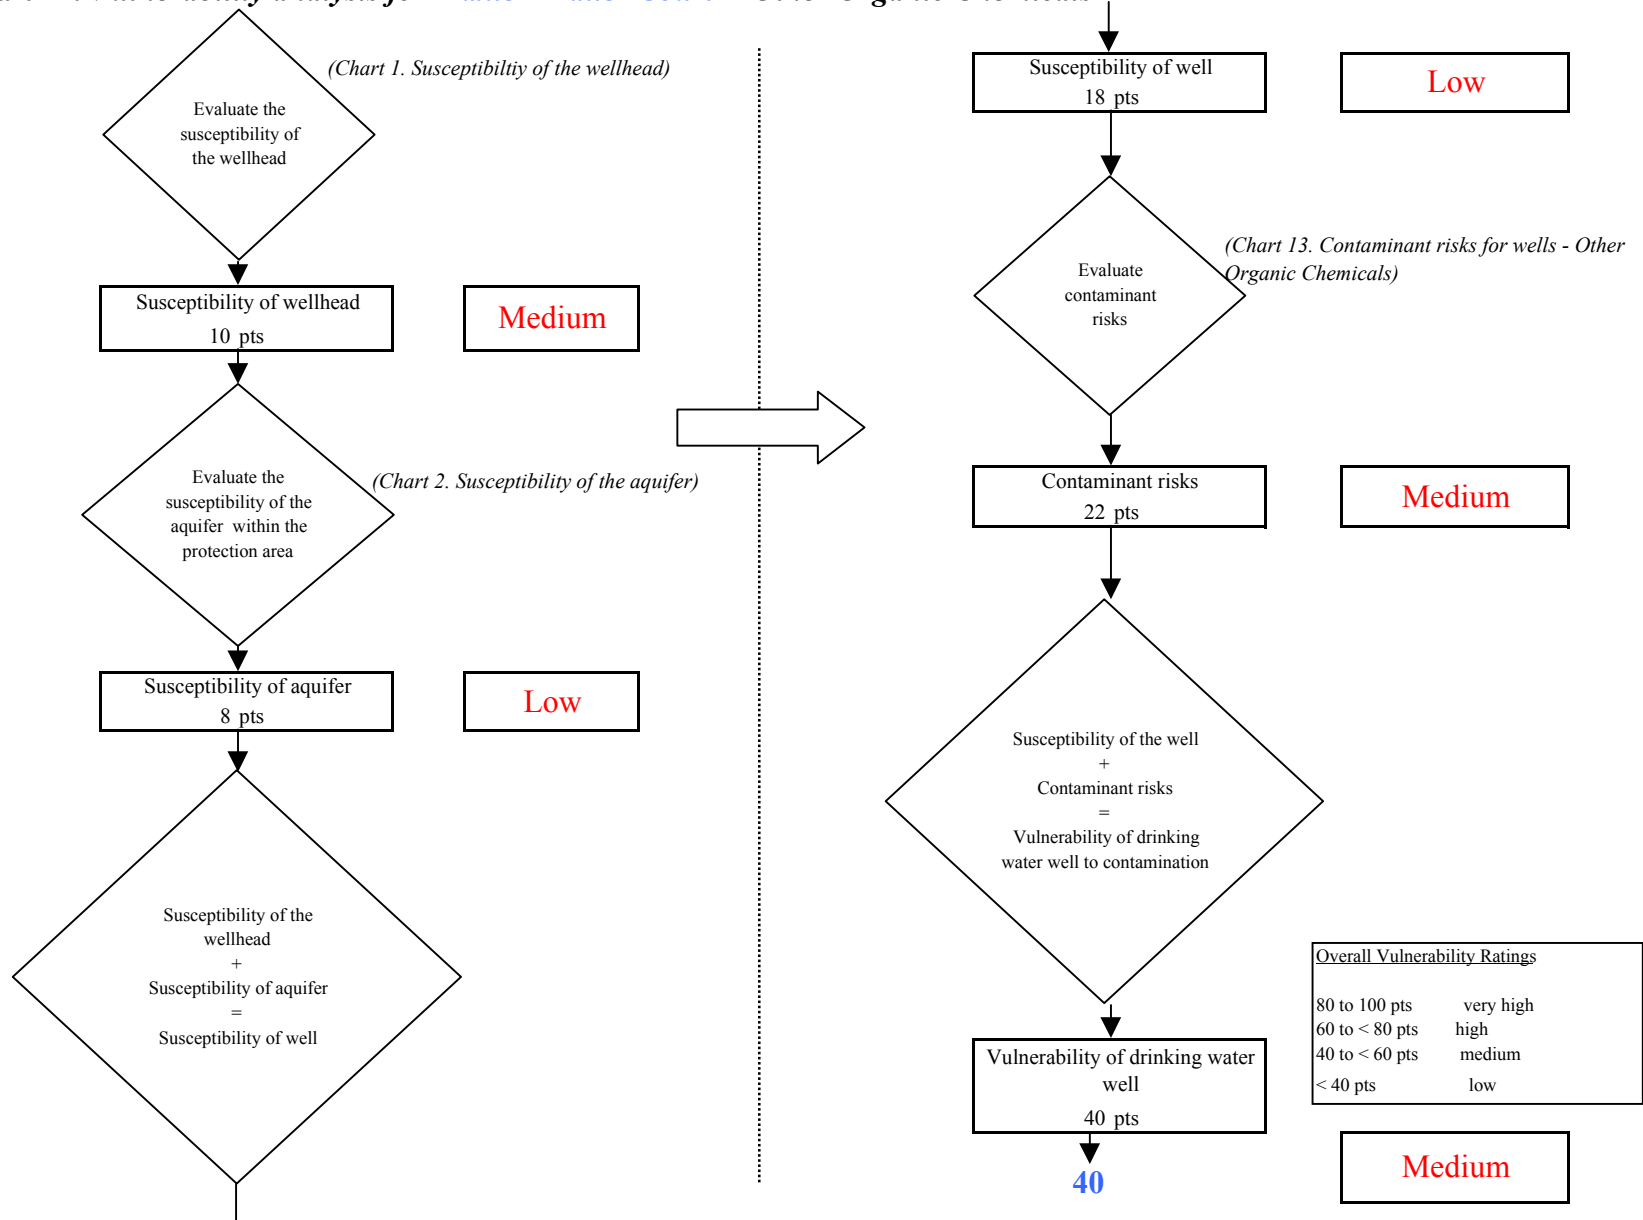 (Chart 1. Susceptibiltiy of the wellhead)
Evaluate the
susceptibility of
the wellhead
Susceptibility of wellhead
10 pts
Medium
Evaluate the
susceptibility of the
aquifer within the
protection area
(Chart 2. Susceptibility of the aquifer)
Susceptibility of aquifer
8 pts
Low
Susceptibility of the
wellhead
+
Susceptibility of aquifer
=
Susceptibility of well
Susceptibility of well
18 pts
Low
Evaluate
contaminant
risks
(Chart 13. Contaminant risks for wells - Other
Organic Chemicals)
Contaminant risks
22 pts
Medium
Susceptibility of the well
+
Contaminant risks
=
Vulnerability of drinking
water well to contamination
Overall Vulnerability Ratings
80 to 100 pts very high
60 to < 80 pts high
40 to < 60 pts medium
< 40 pts low
Vulnerability of drinking water
well
40 pts
40
Medium